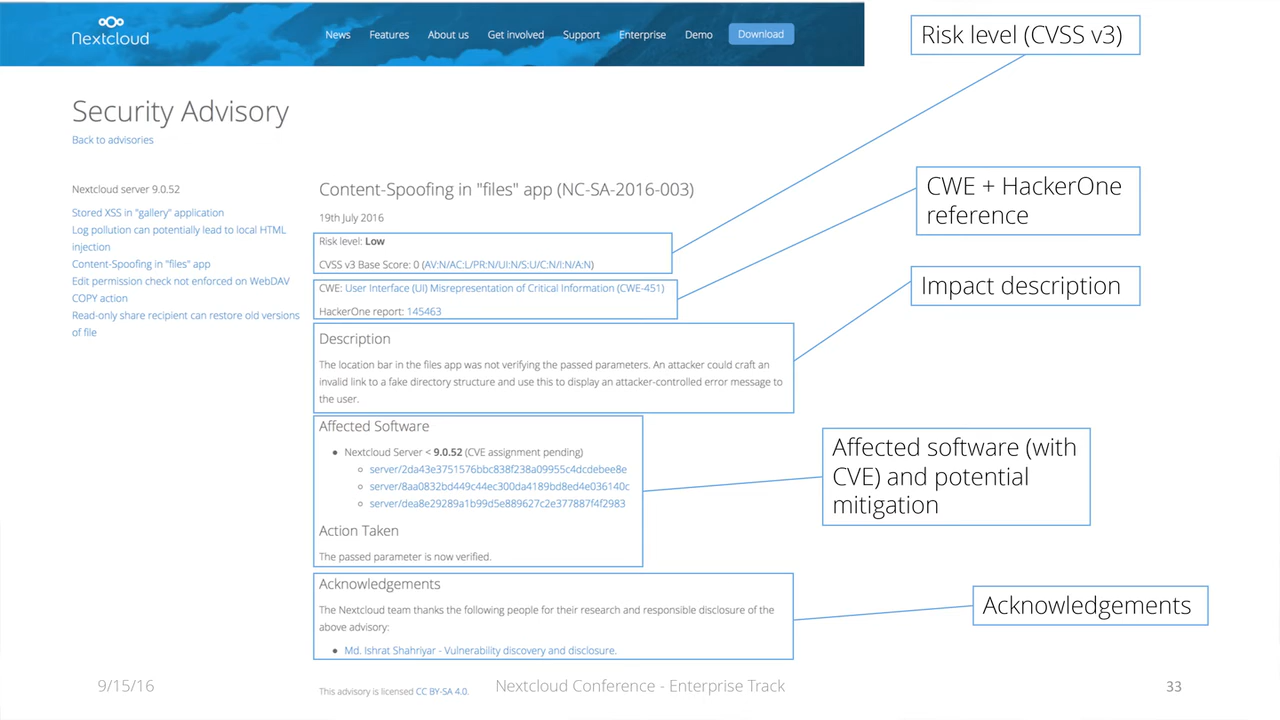 nextcloud
News Features About us Get involved Support Enterprise Demo Download
Risk level (CVSS v3)
Security Advisory
Back to advisories
Nextcloud server 9.0.52
Stored XSS in "gallery" application
Log pollution can potentially lead to local HTML
injection
Content-Spoofing in "files" app
Edit permission check not enforced on WebDAV
COPY action
Read-only share recipient can restore old versions
of file
Content-Spoofing in "files" app (NC-SA-2016-003)
19th July 2016
Risk level: Low
CVSS v3 Base Score: 0 (AV:N/AC:L/PR:N/UI:N/S:U/C:N/I:N/A:N)
CWE: User Interface (UI) Misrepresentation of Critical Information (CWE-451)
HackerOne report: 145463
Description
The location bar in the files app was not verifying the passed parameters. An attacker could craft an
invalid link to a fake directory structure and use this to display an attacker-controlled error message to
the user.
Affected Software
• Nextcloud Server < 9.0.52 (CVE assignment pending)
server/2da43e3751576bbc838f238a09955c4dcdebee8e
server/8aa0832bd449c44ec300da4189bd8ed4e036140c
server/dea8e29289a1b99d5e889627c2e377887f4f2983
Action Taken
The passed parameter is now verified.
Acknowledgements
The Nextcloud team thanks the following people for their research and responsible disclosure of the
above advisory:
• Md. Ishrat Shahriyar - Vulnerability discovery and disclosure.
This advisory is licensed CC BY-SA 4.0.
CWE + HackerOne
reference
Impact description
Affected software (with
CVE) and potential
mitigation
Acknowledgements
9/15/16
Nextcloud Conference - Enterprise Track
33